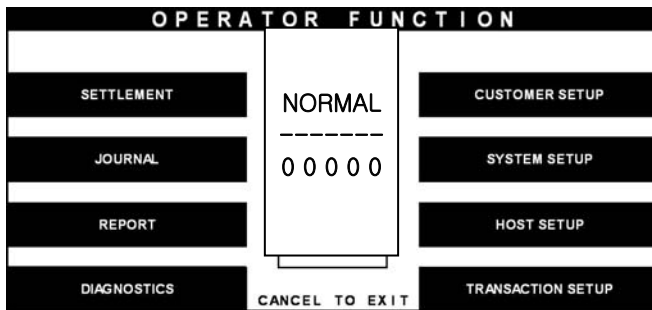 OPERATOR FUNCTION
SETTLEMENT
JOURNAL
REPORT
DIAGNOSTICS
NORMAL
-------
00000
CANCEL TO EXIT
CUSTOMER SETUP
SYSTEM SETUP
HOST SETUP
TRANSACTION SETUP